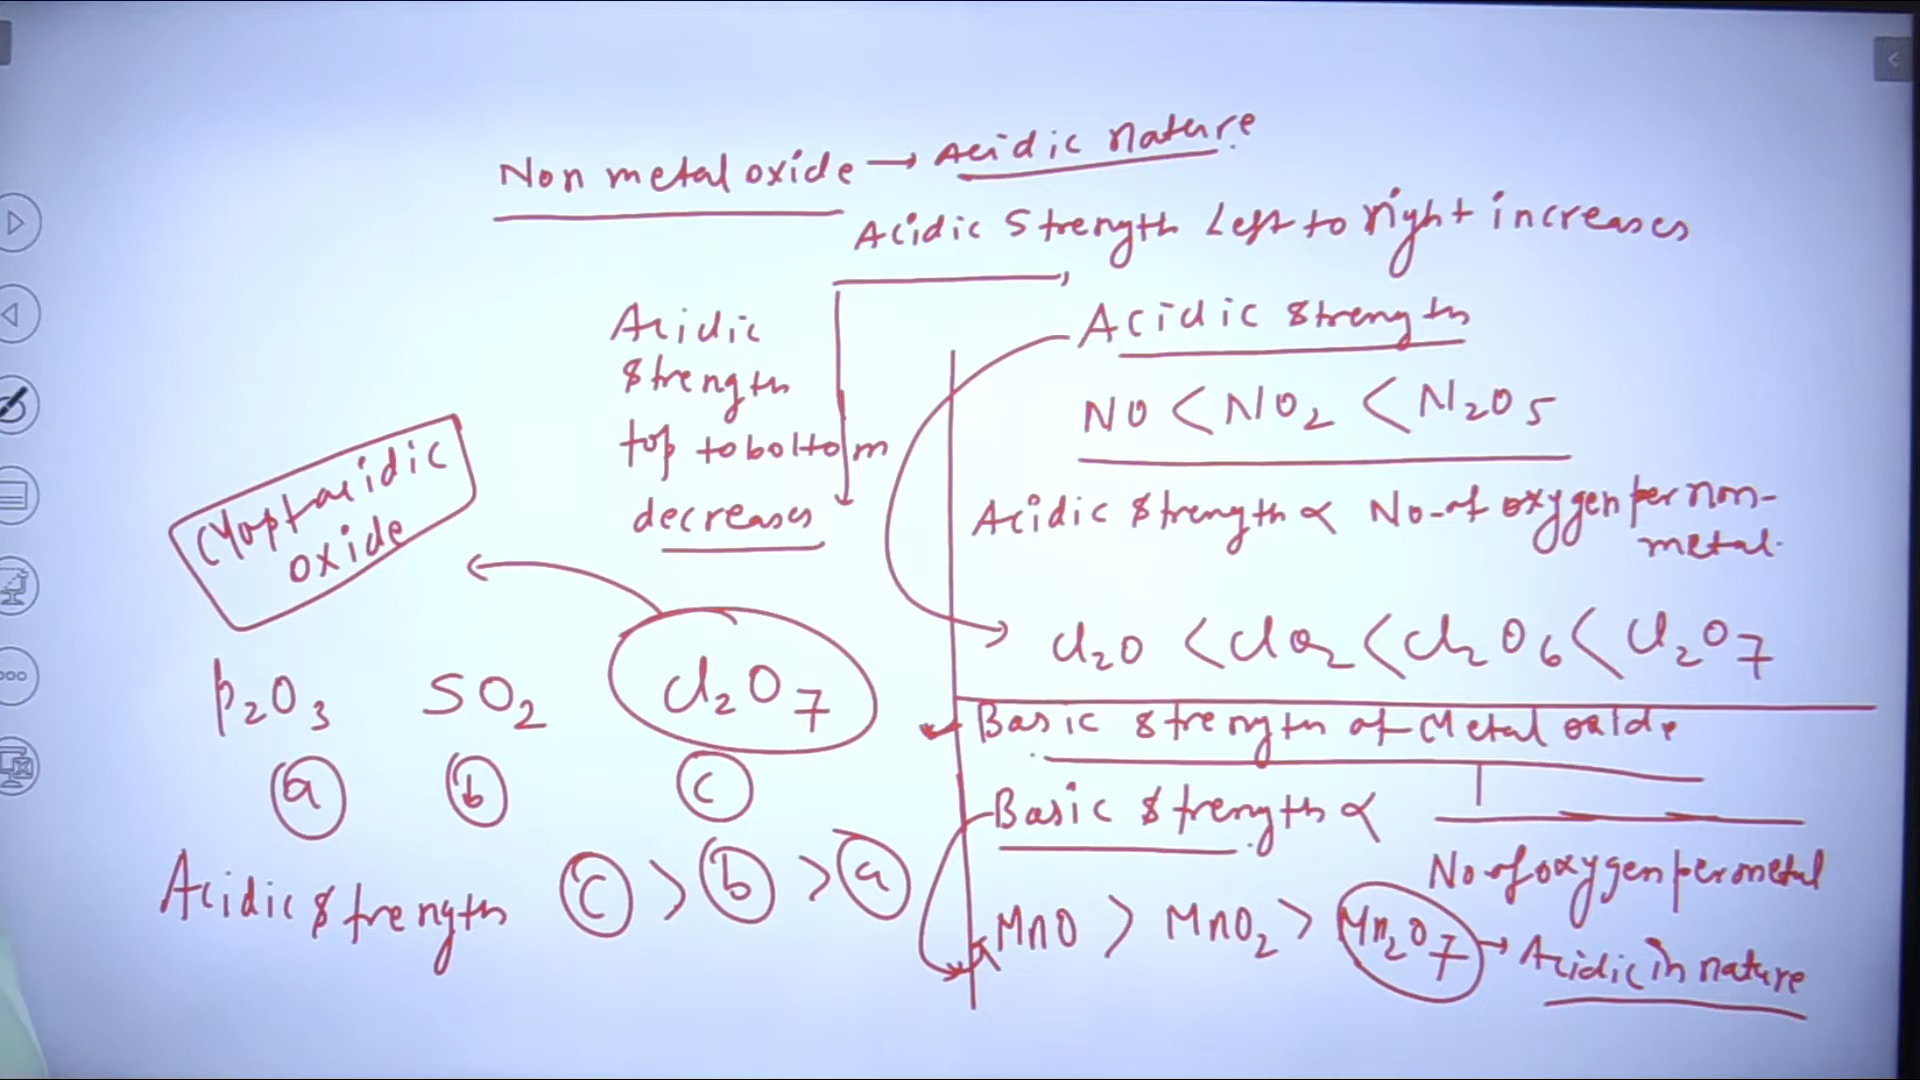 Non metal oxide → Acidic nature.
Acidic Strength Left to right increases
Acidic
strength
top to bottom
decreases
Acidic strength
NO < NO2 < N2O5
Acidic strength ∝ No-of oxygen per non-
metal.
Cl2O < ClO2 < Cl2O6 < Cl2O7
oxide
P2O3 SO2 Cl2O7
a b c
Acidic strength c > b > a
Basic strength of Metal oxide
Basic strength ∝ 1
No-of oxygen per metal
MnO > MnO2 > Mn2O7 → Acidic in nature